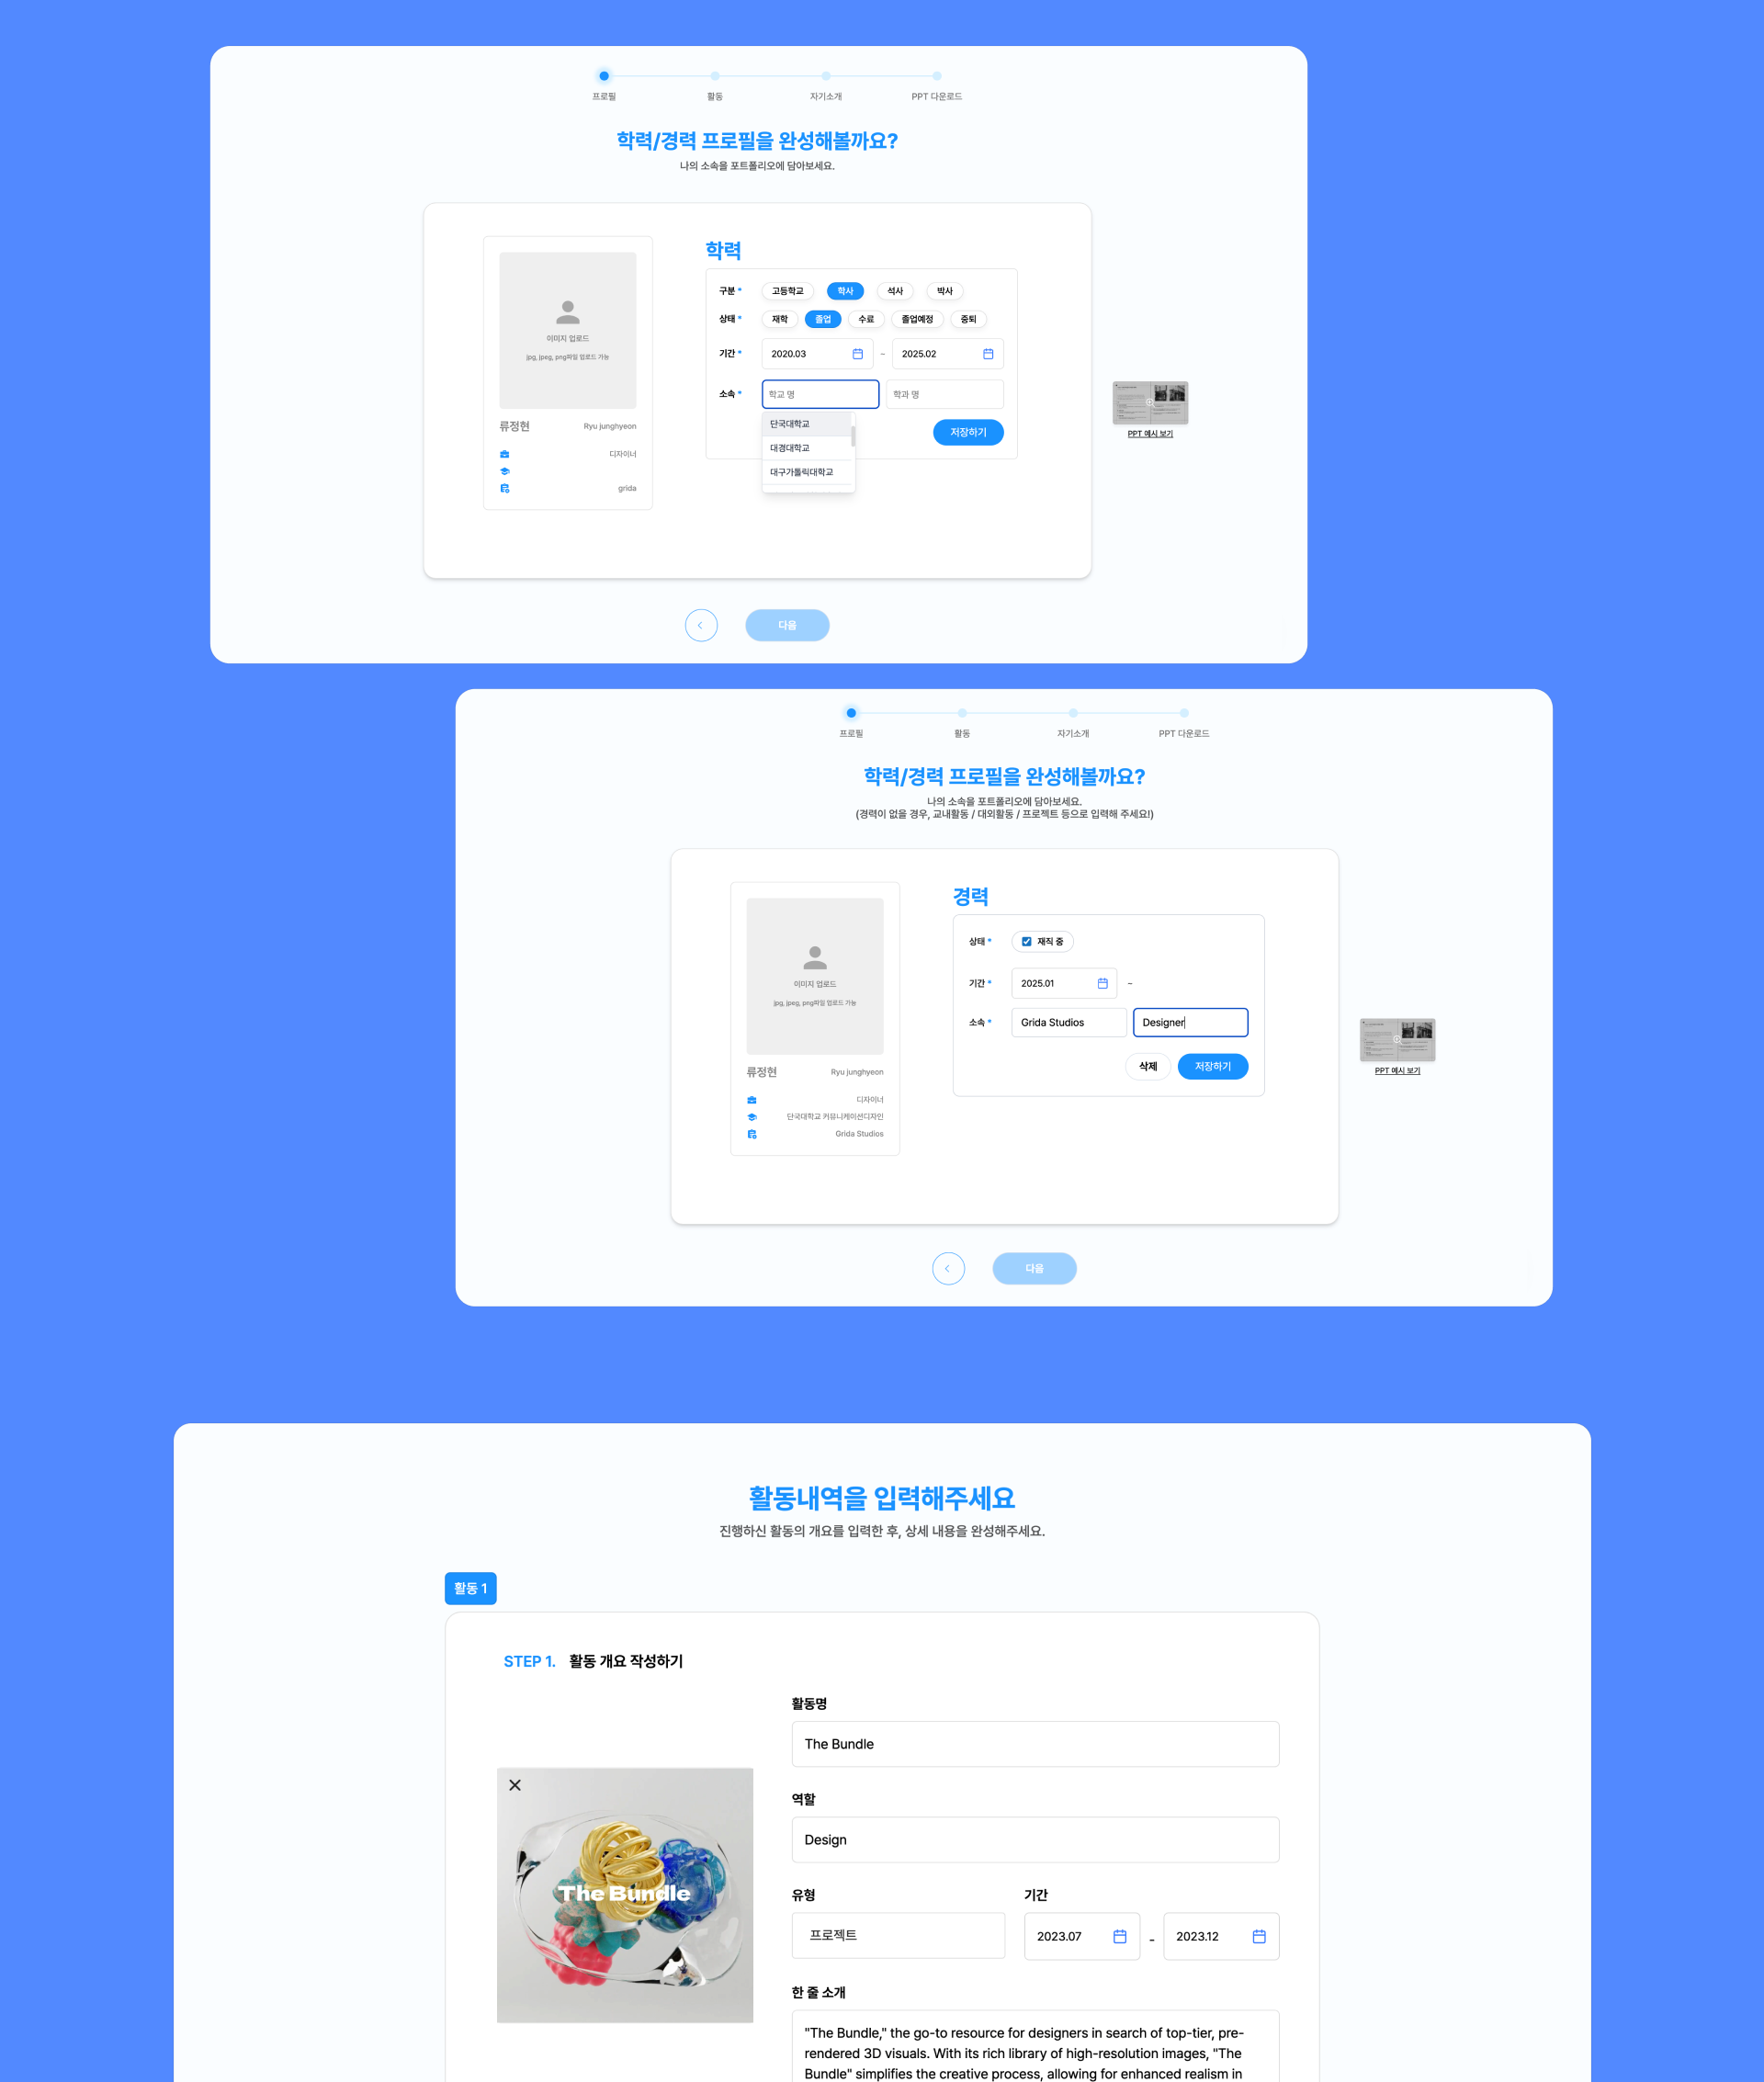 프로필
활동
자기소개
PPT 다운로드
학력/경력 프로필을 완성해볼까요?
나의 소속을 포트폴리오에 담아보세요.
이미지 업로드
jpg, jpeg, png파일 업로드 가능
류정현
Ryu junghyeon
디자이너
grida
학력
구분 *
고등학교
학사
석사
박사
상태 *
재학
졸업
수료
졸업예정
중퇴
기간 *
2020.03
~
2025.02
소속 *
학교 명
학과 명
단국대학교
대경대학교
대구가톨릭대학교
저장하기
PPT 예시 보기
다음
프로필
활동
자기소개
PPT 다운로드
학력/경력 프로필을 완성해볼까요?
나의 소속을 포트폴리오에 담아보세요.
(경력이 없을 경우, 교내활동 / 대외활동 / 프로젝트 등으로 입력해 주세요!)
이미지 업로드
jpg, jpeg, png파일 업로드 가능
류정현
Ryu junghyeon
디자이너
단국대학교 커뮤니케이션디자인
Grida Studios
경력
상태 *
재직 중
기간 *
2025.01
~
소속 *
Grida Studios
Designer
삭제
저장하기
PPT 예시 보기
다음
활동내역을 입력해주세요
진행하신 활동의 개요를 입력한 후, 상세 내용을 완성해주세요.
활동 1
STEP 1. 활동 개요 작성하기
The Bundle
활동명
The Bundle
역할
Design
유형
프로젝트
기간
2023.07
-
2023.12
한 줄 소개
"The Bundle," the go-to resource for designers in search of top-tier, pre-
rendered 3D visuals. With its rich library of high-resolution images, "The
Bundle" simplifies the creative process, allowing for enhanced realism in